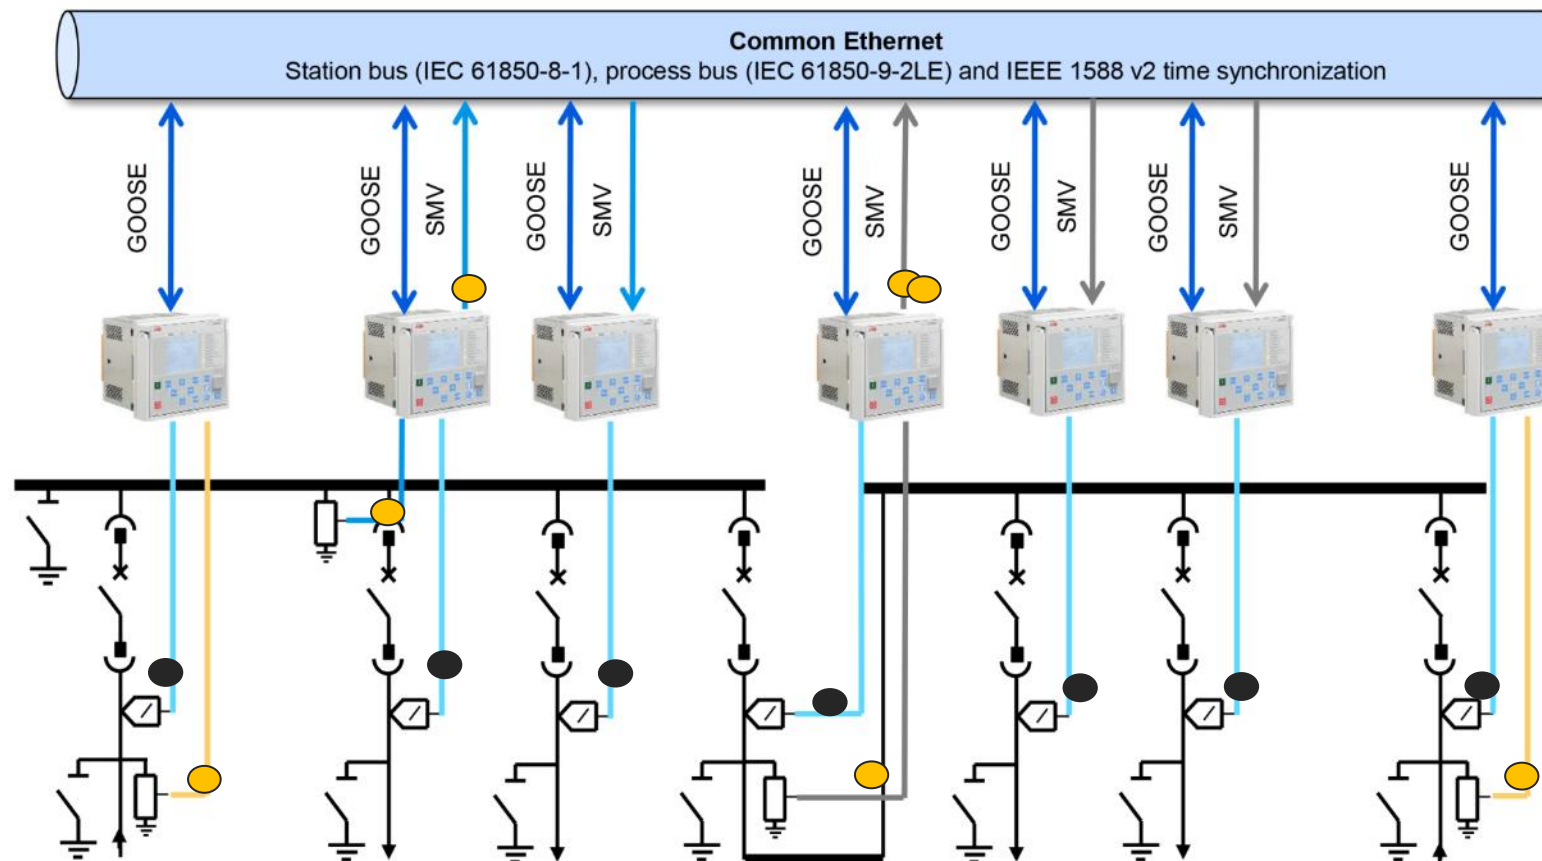 Common Ethernet
Station bus (IEC 61850-8-1), process bus (IEC 61850-9-2LE) and IEEE 1588 v2 time synchronization
GOOSE
GOOSE
SMV
GOOSE
SMV
GOOSE
SMV
GOOSE
SMV
GOOSE
SMV
GOOSE